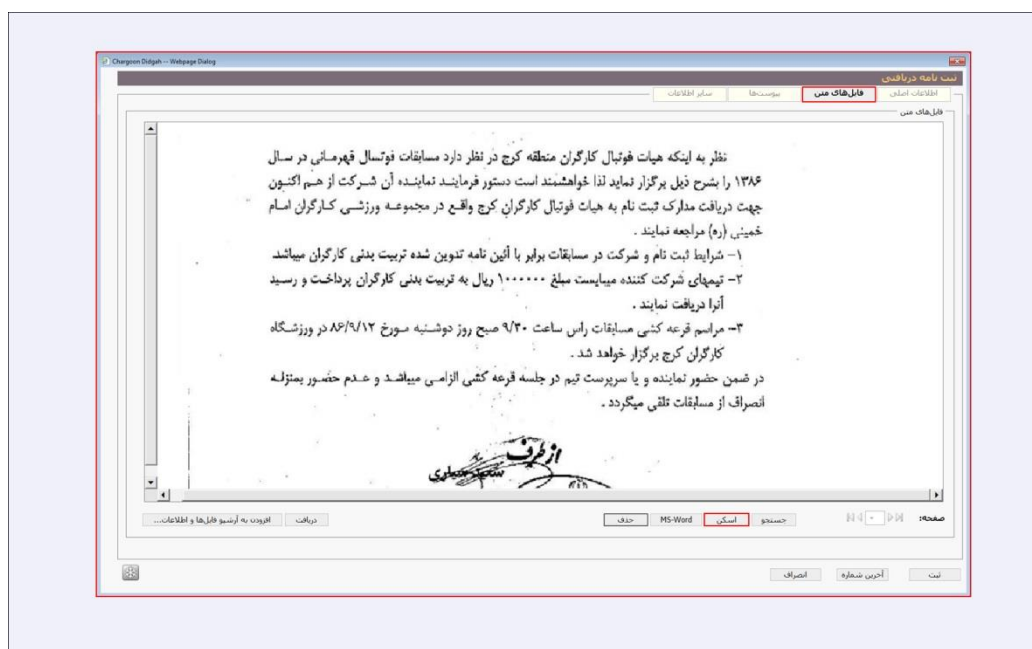 Chargoon Didgah -- Webpage Dialog
ثبت نامه دریافتی
اطلاعات اصلی فایل‌های متن پیوست‌ها سایر اطلاعات
فایل‌های متن
نظر به اینکه هیات فوتبال کارگران منطقه کرج در نظر دارد مسابقات فوتسال قهرمانی در سال
۱۳۸۶ را بشرح ذیل برگزار نماید لذا خواهشمند است دستور فرمایند نماینده آن شرکت از هم اکنون
جهت دریافت مدارک ثبت نام به هیات فوتبال کارگران کرج واقع در مجموعه ورزشی کارگران امام
خمینی (ره) مراجعه نمایند .
۱- شرایط ثبت نام و شرکت در مسابقات برابر با آئین نامه تدوین شده تربیت بدنی کارگران میباشد.
۲- تیمهای شرکت کننده میبایست مبلغ ۱۰۰۰۰۰۰ ریال به تربیت بدنی کارگران پرداخت و رسید
آنرا دریافت نمایند .
۳- مراسم قرعه کشی مسابقات راس ساعت ۹/۳۰ صبح روز دوشنبه مورخ ۸۶/۹/۱۲ در ورزشگاه
کارگران کرج برگزار خواهد شد .
در ضمن حضور نماینده و یا سرپرست تیم در جلسه قرعه کشی الزامی میباشد و عدم حضور بمنزله
انصراف از مسابقات تلقی میگردد .
از طرف
صفحه: جستجو اسکن MS-Word حذف دریافت افزودن به آرشیو فایل‌ها و اطلاعات...
ثبت آخرین شماره انصراف